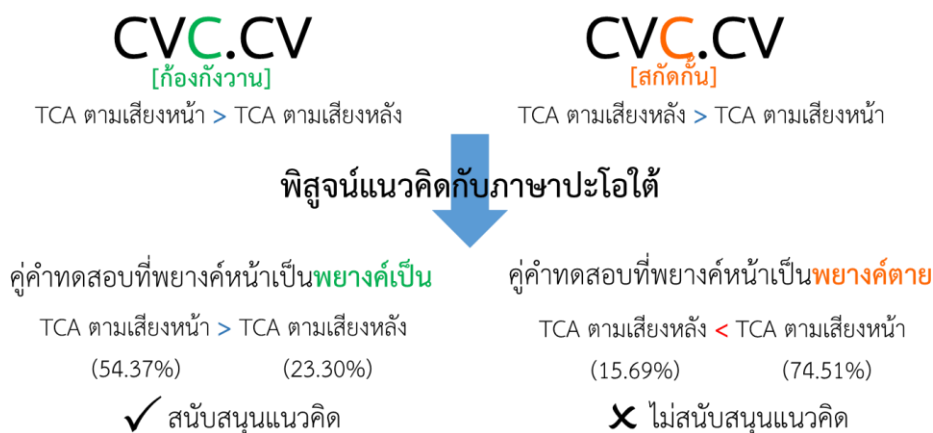 CVC.CV CVC.CV
[ก้องกังวาน] [สกัดกั้น]
TCA ตามเสียงหน้า > TCA ตามเสียงหลัง TCA ตามเสียงหลัง > TCA ตามเสียงหน้า
พิสูจน์แนวคิดกับภาษาปะโอใต้
คู่คำทดสอบที่พยางค์หน้าเป็นพยางค์เป็น คู่คำทดสอบที่พยางค์หน้าเป็นพยางค์ตาย
TCA ตามเสียงหน้า > TCA ตามเสียงหลัง TCA ตามเสียงหลัง < TCA ตามเสียงหน้า
(54.37%) (23.30%) (15.69%) (74.51%)
✓ สนับสนุนแนวคิด ✗ ไม่สนับสนุนแนวคิด